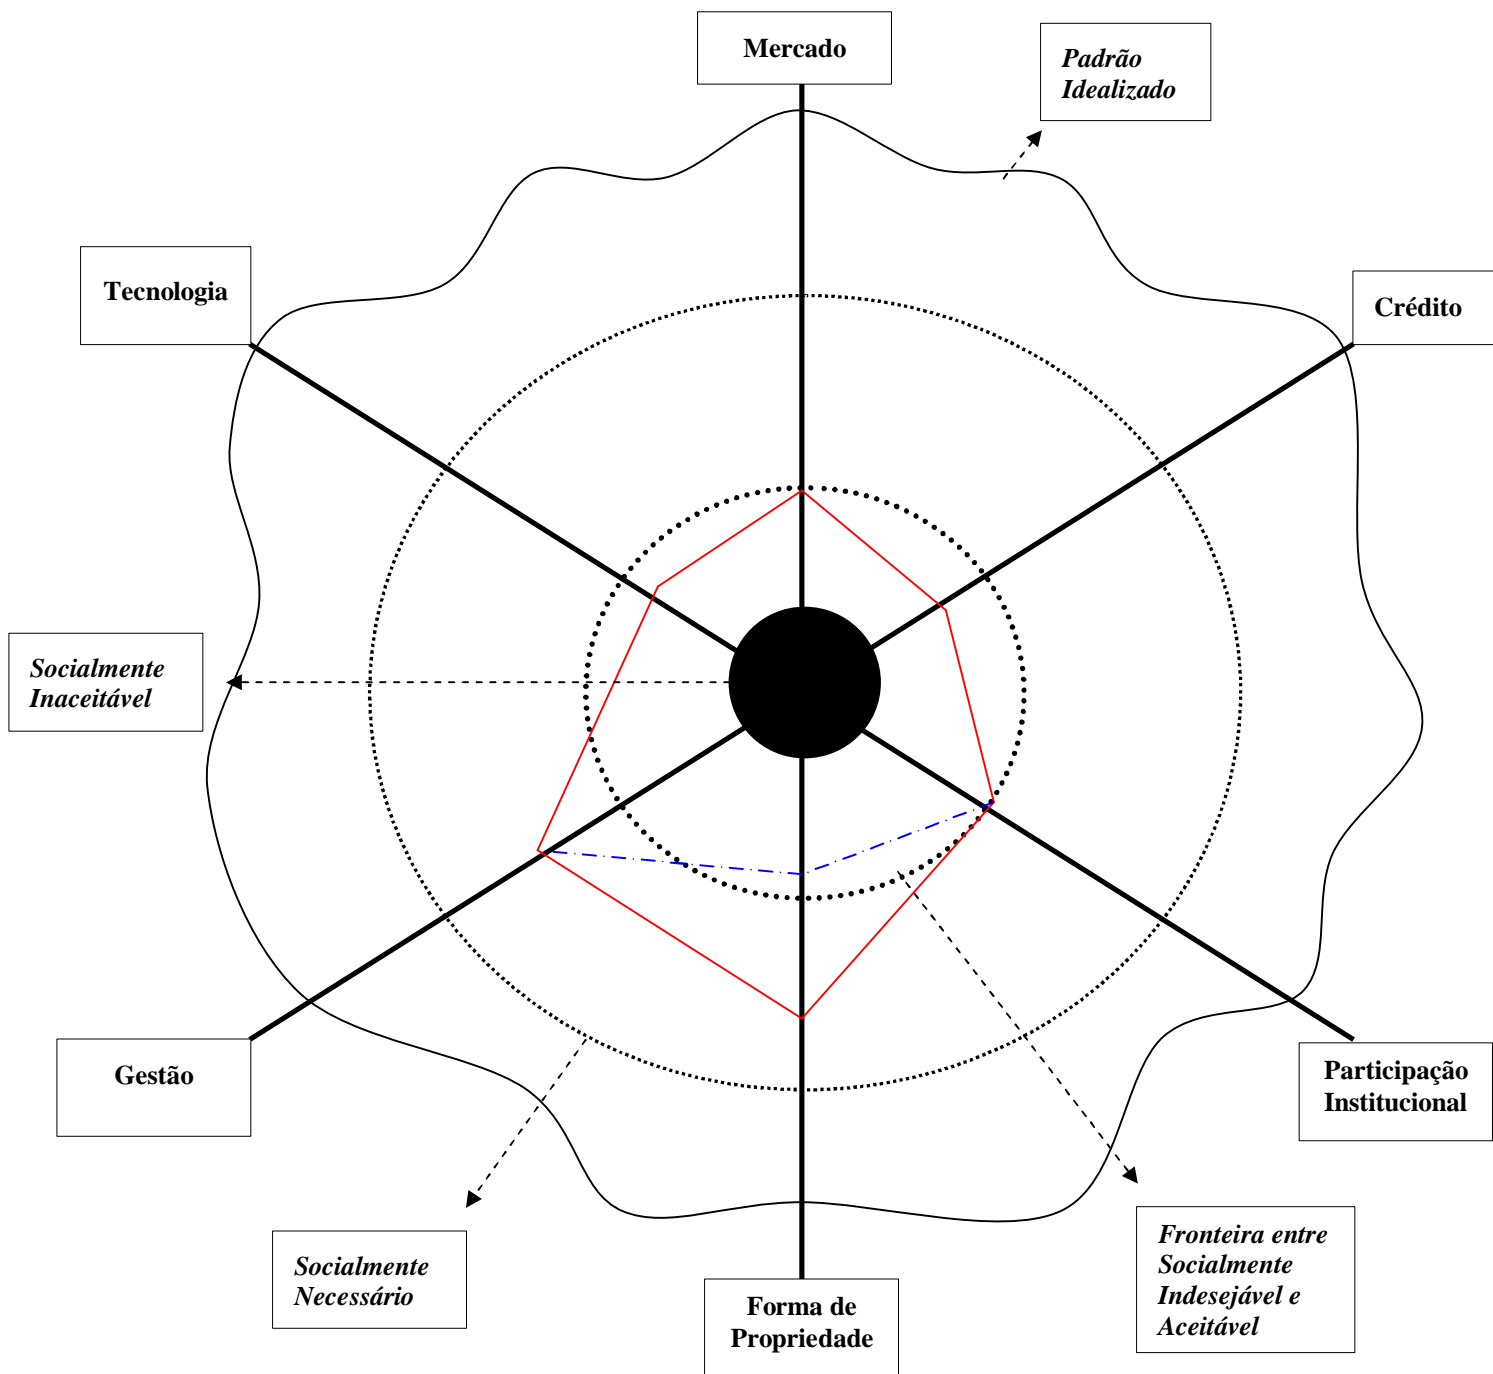 Mercado
Padrão
Idealizado
Tecnologia
Crédito
Socialmente
Inaceitável
Gestão
Participação
Institucional
Socialmente
Necessário
Fronteira entre
Socialmente
Indesejável e
Aceitável
Forma de
Propriedade